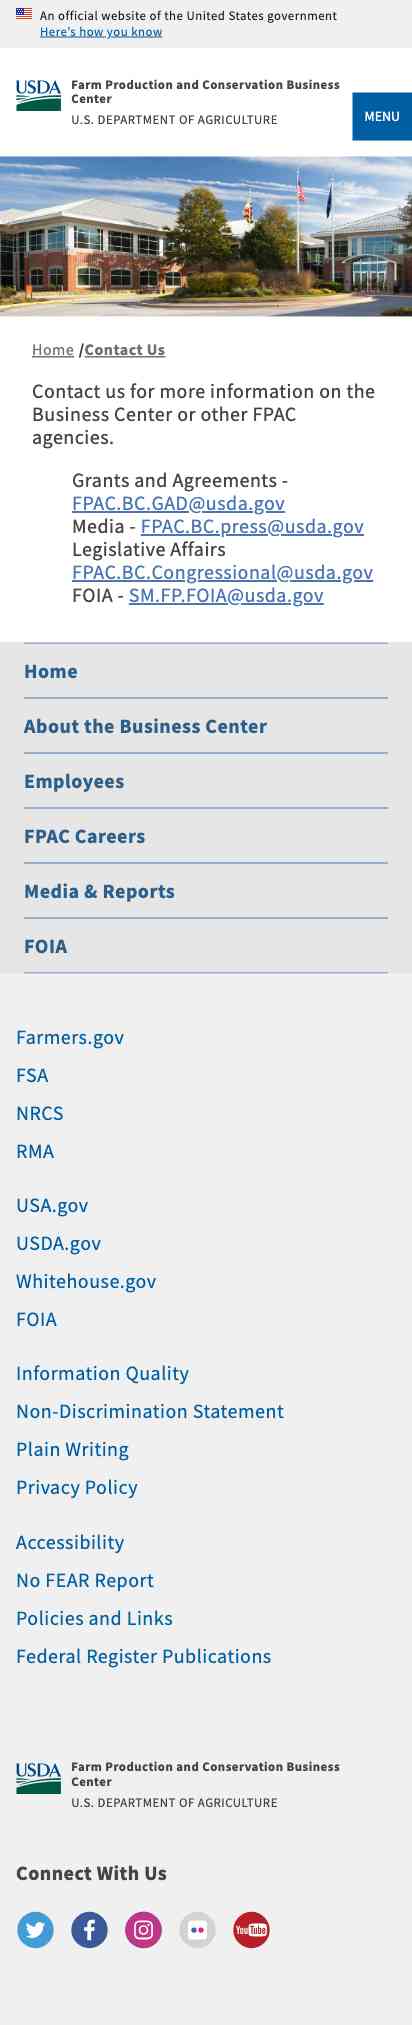 An official website of the United States government
Here's how you know
USDA
Farm Production and Conservation Business
Center
U.S. DEPARTMENT OF AGRICULTURE
MENU
Home /Contact Us
Contact us for more information on the
Business Center or other FPAC
agencies.
Grants and Agreements -
FPAC.BC.GAD@usda.gov
Media - FPAC.BC.press@usda.gov
Legislative Affairs
FPAC.BC.Congressional@usda.gov
FOIA - SM.FP.FOIA@usda.gov
Home
About the Business Center
Employees
FPAC Careers
Media & Reports
FOIA
Farmers.gov
FSA
NRCS
RMA
USA.gov
USDA.gov
Whitehouse.gov
FOIA
Information Quality
Non-Discrimination Statement
Plain Writing
Privacy Policy
Accessibility
No FEAR Report
Policies and Links
Federal Register Publications
USDA
Farm Production and Conservation Business
Center
U.S. DEPARTMENT OF AGRICULTURE
Connect With Us
YouTube